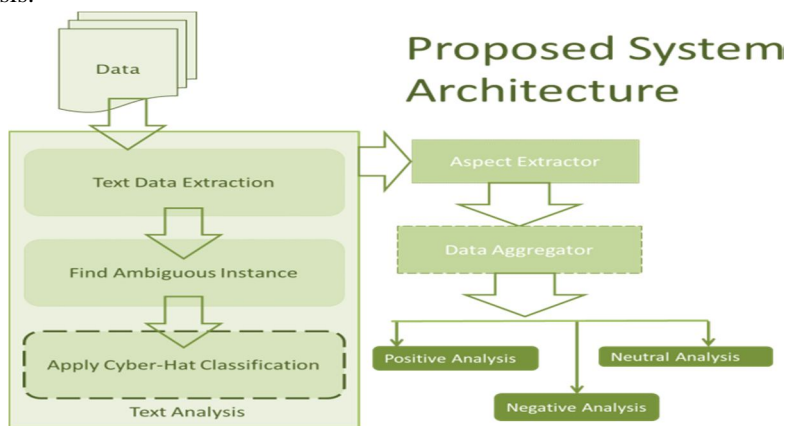 sis.
Proposed System
Architecture
Data
Text Data Extraction
Find Ambiguous Instance
Apply Cyber-Hat Classification
Text Analysis
Aspect Extractor
Data Aggregator
Positive Analysis
Neutral Analysis
Negative Analysis